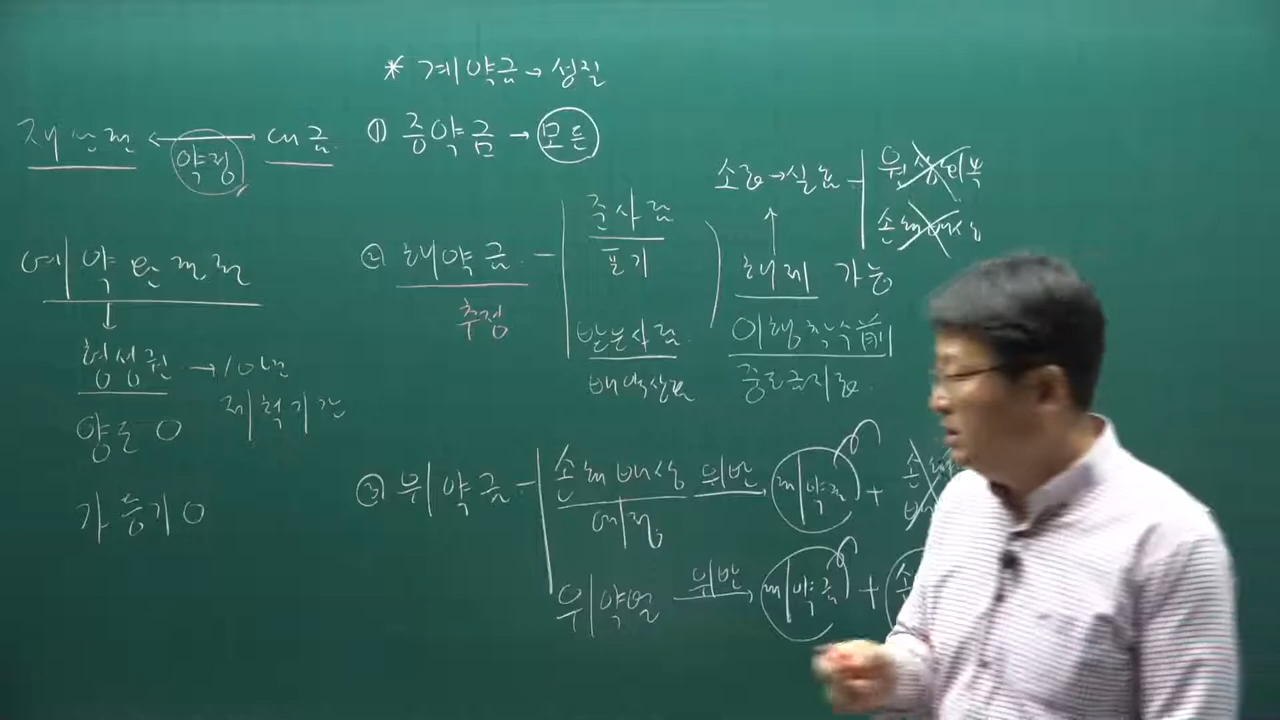 * 계약금 → 성질
재산권 ↔ 대금
약정
① 증약금 → 모든
예약완결권
↓
형성권 → 10년
제척기간
양도 O
가등기 O
② 해약금 - 준사람
포기
추정
받은사람
배액상환
소급 → 실효 - 원상회복
손해배상
↑
해제 가능
이행착수 前
중도금지급
③ 위약금 - 손해배상 위반 → 계약금 + 손해
예정
위약벌 위반 → 계약금 + 손